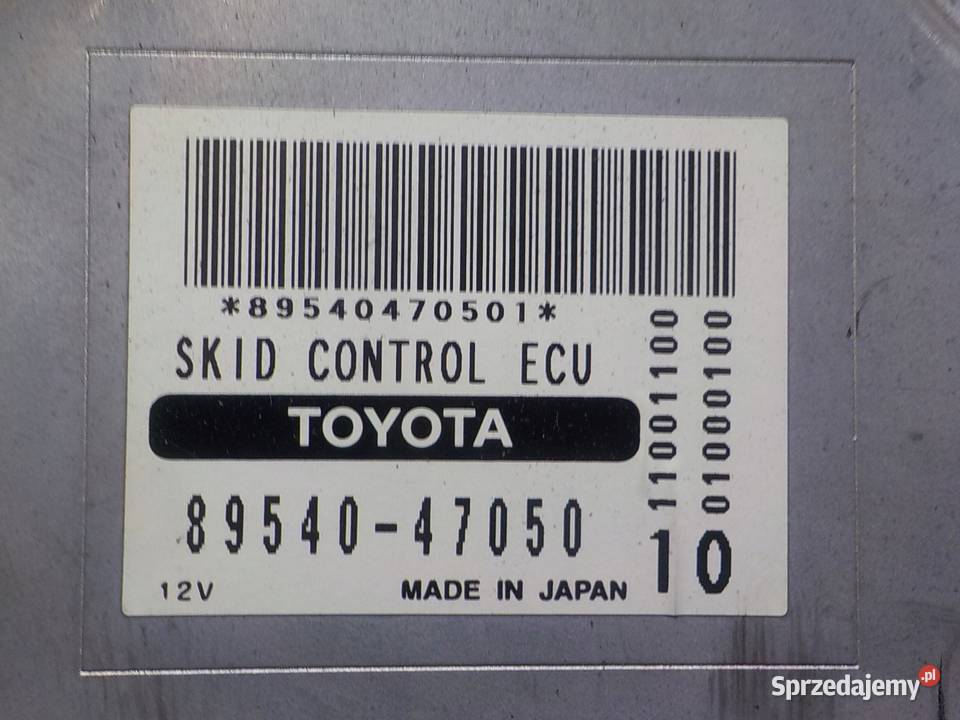 *89540470501*
SKID CONTROL ECU
TOYOTA
89540-47050
12V
MADE IN JAPAN
11001100
01000100
10
Sprzedajemy.pl